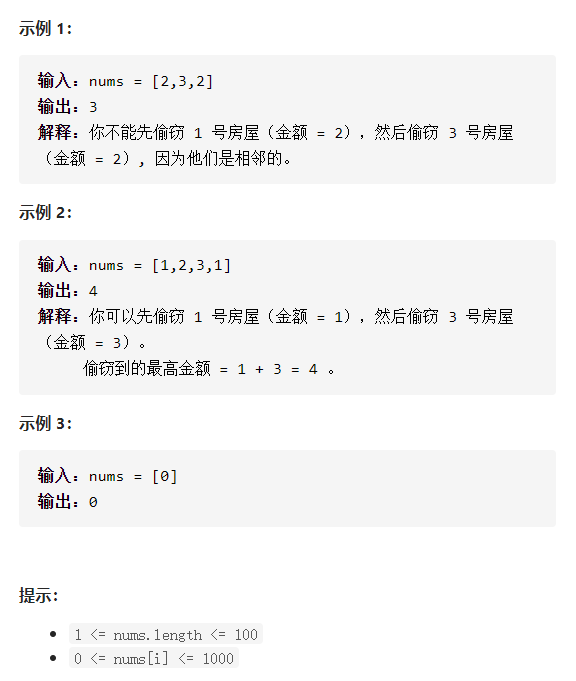 示例 1：
输入：nums = [2,3,2]
输出：3
解释：你不能先偷窃 1 号房屋（金额 = 2），然后偷窃 3 号房屋
（金额 = 2）, 因为他们是相邻的。
示例 2：
输入：nums = [1,2,3,1]
输出：4
解释：你可以先偷窃 1 号房屋（金额 = 1），然后偷窃 3 号房屋
（金额 = 3）。
偷窃到的最高金额 = 1 + 3 = 4 。
示例 3：
输入：nums = [0]
输出：0
提示：
1 <= nums.length <= 100
0 <= nums[i] <= 1000